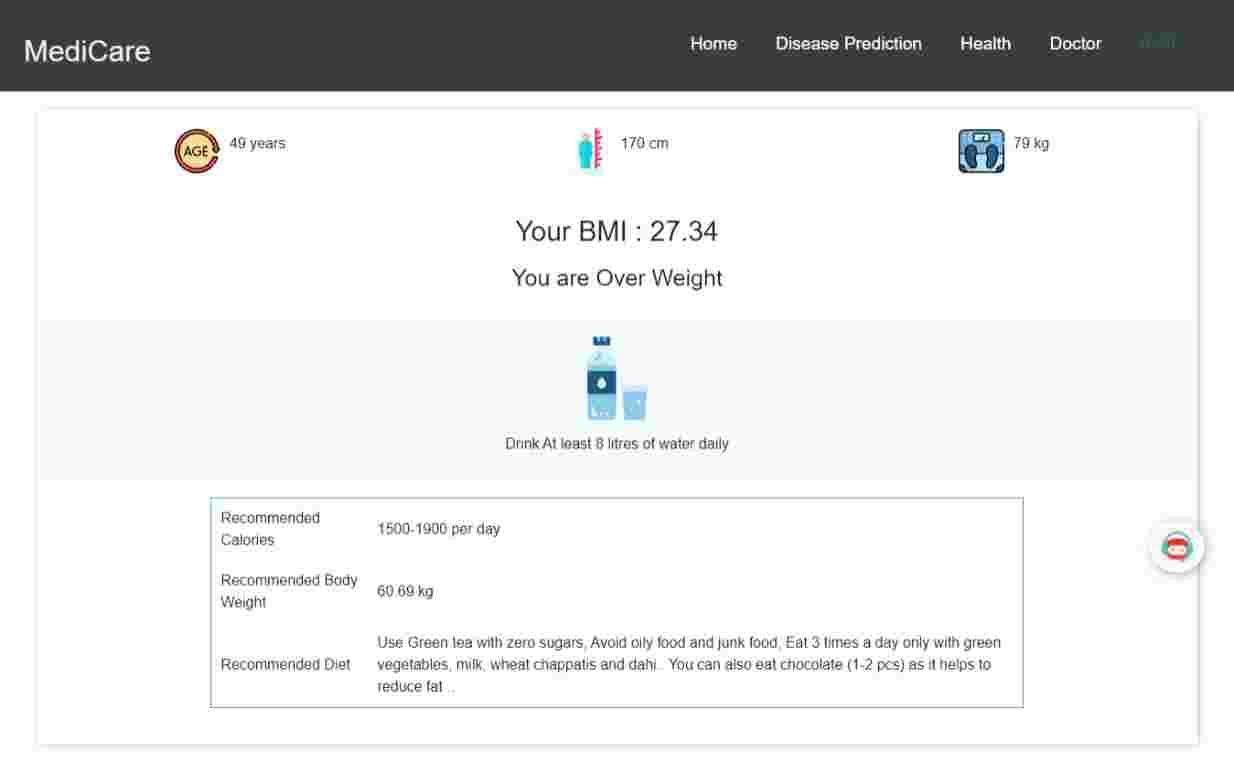 MediCare
Home Disease Prediction Health Doctor
AGE 49 years
170 cm
79 kg
Your BMI : 27.34
You are Over Weight
Drink At least 8 litres of water daily
Recommended
Calories
1500-1900 per day
Recommended Body
Weight
60.69 kg
Recommended Diet
Use Green tea with zero sugars, Avoid oily food and junk food, Eat 3 times a day only with green
vegetables, milk, wheat chappatis and dahi.. You can also eat chocolate (1-2 pcs) as it helps to
reduce fat ..